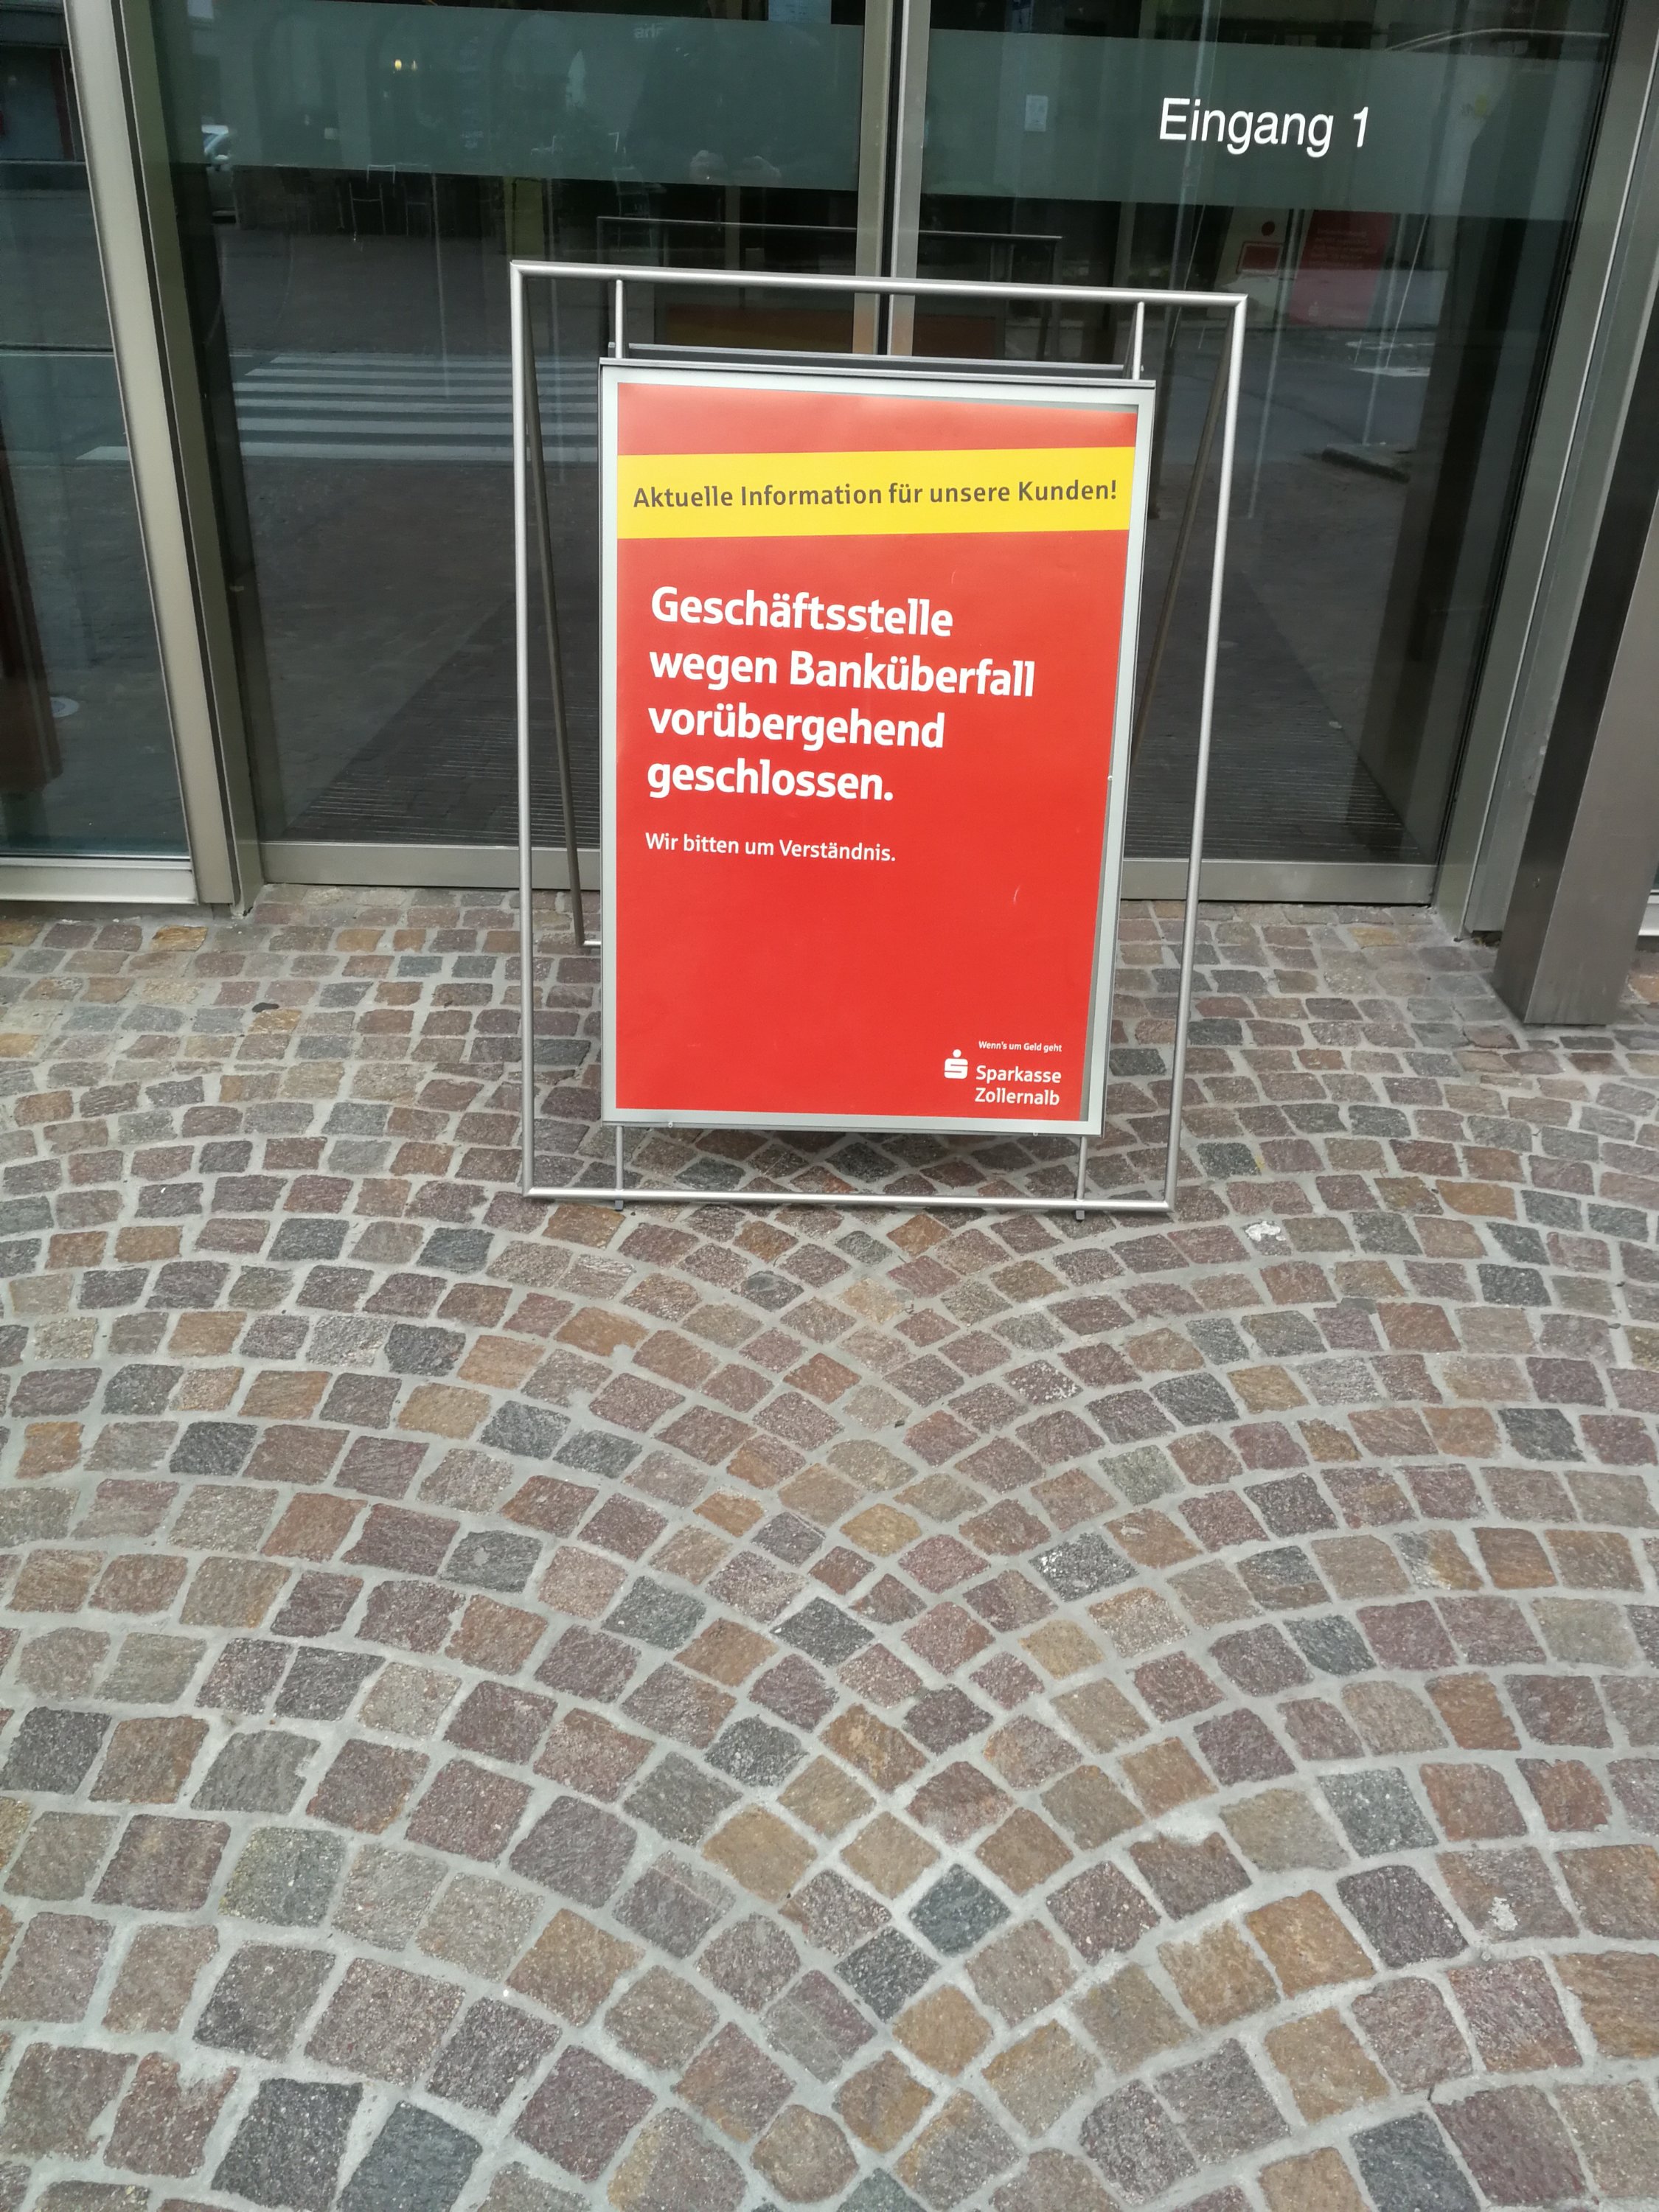 Eingang 1
Aktuelle Information für unsere Kunden!
Geschäftsstelle
wegen Banküberfall
vorübergehend
geschlossen.
Wir bitten um Verständnis.
Wenn's um Geld geht
Sparkasse
Zollernalb